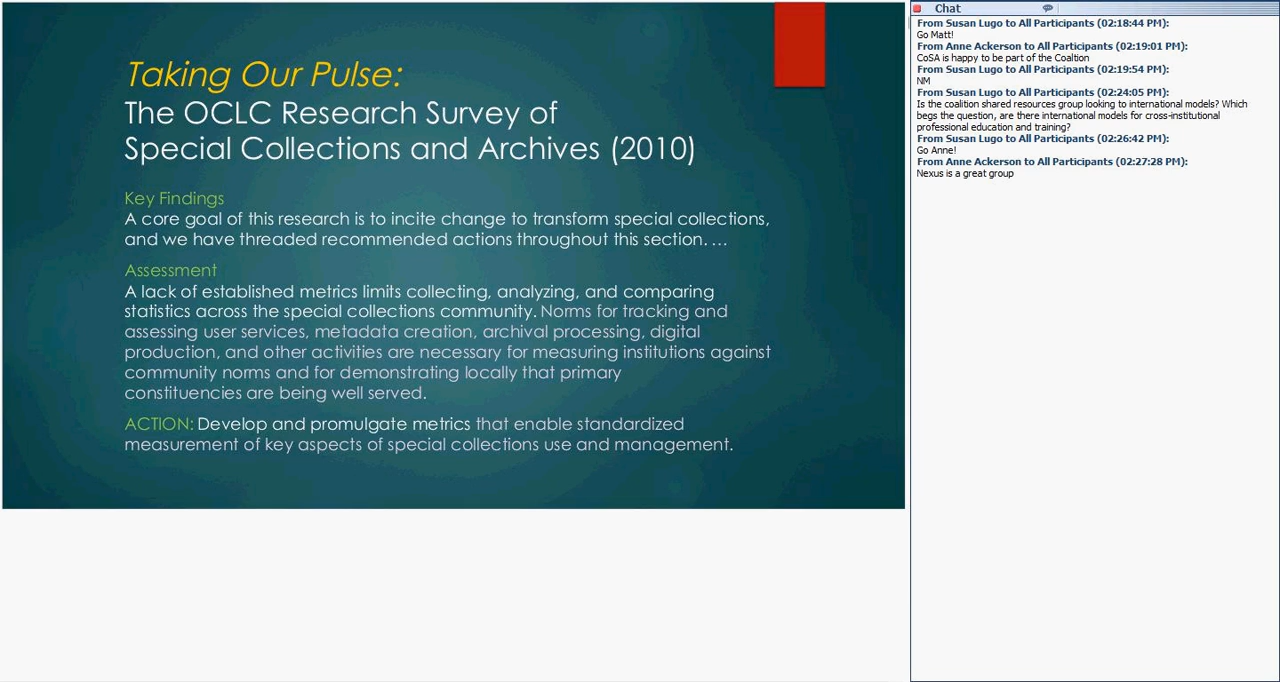 Taking Our Pulse:
The OCLC Research Survey of
Special Collections and Archives (2010)
Key Findings
A core goal of this research is to incite change to transform special collections,
and we have threaded recommended actions throughout this section. …
Assessment
A lack of established metrics limits collecting, analyzing, and comparing
statistics across the special collections community. Norms for tracking and
assessing user services, metadata creation, archival processing, digital
production, and other activities are necessary for measuring institutions against
community norms and for demonstrating locally that primary
constituencies are being well served.
ACTION: Develop and promulgate metrics that enable standardized
measurement of key aspects of special collections use and management.
Chat
From Susan Lugo to All Participants (02:18:44 PM):
Go Matt!
From Anne Ackerson to All Participants (02:19:01 PM):
CoSA is happy to be part of the Coaltion
From Susan Lugo to All Participants (02:19:54 PM):
NM
From Susan Lugo to All Participants (02:24:05 PM):
Is the coalition shared resources group looking to international models? Which
begs the question, are there international models for cross-institutional
professional education and training?
From Susan Lugo to All Participants (02:26:42 PM):
Go Anne!
From Anne Ackerson to All Participants (02:27:28 PM):
Nexus is a great group